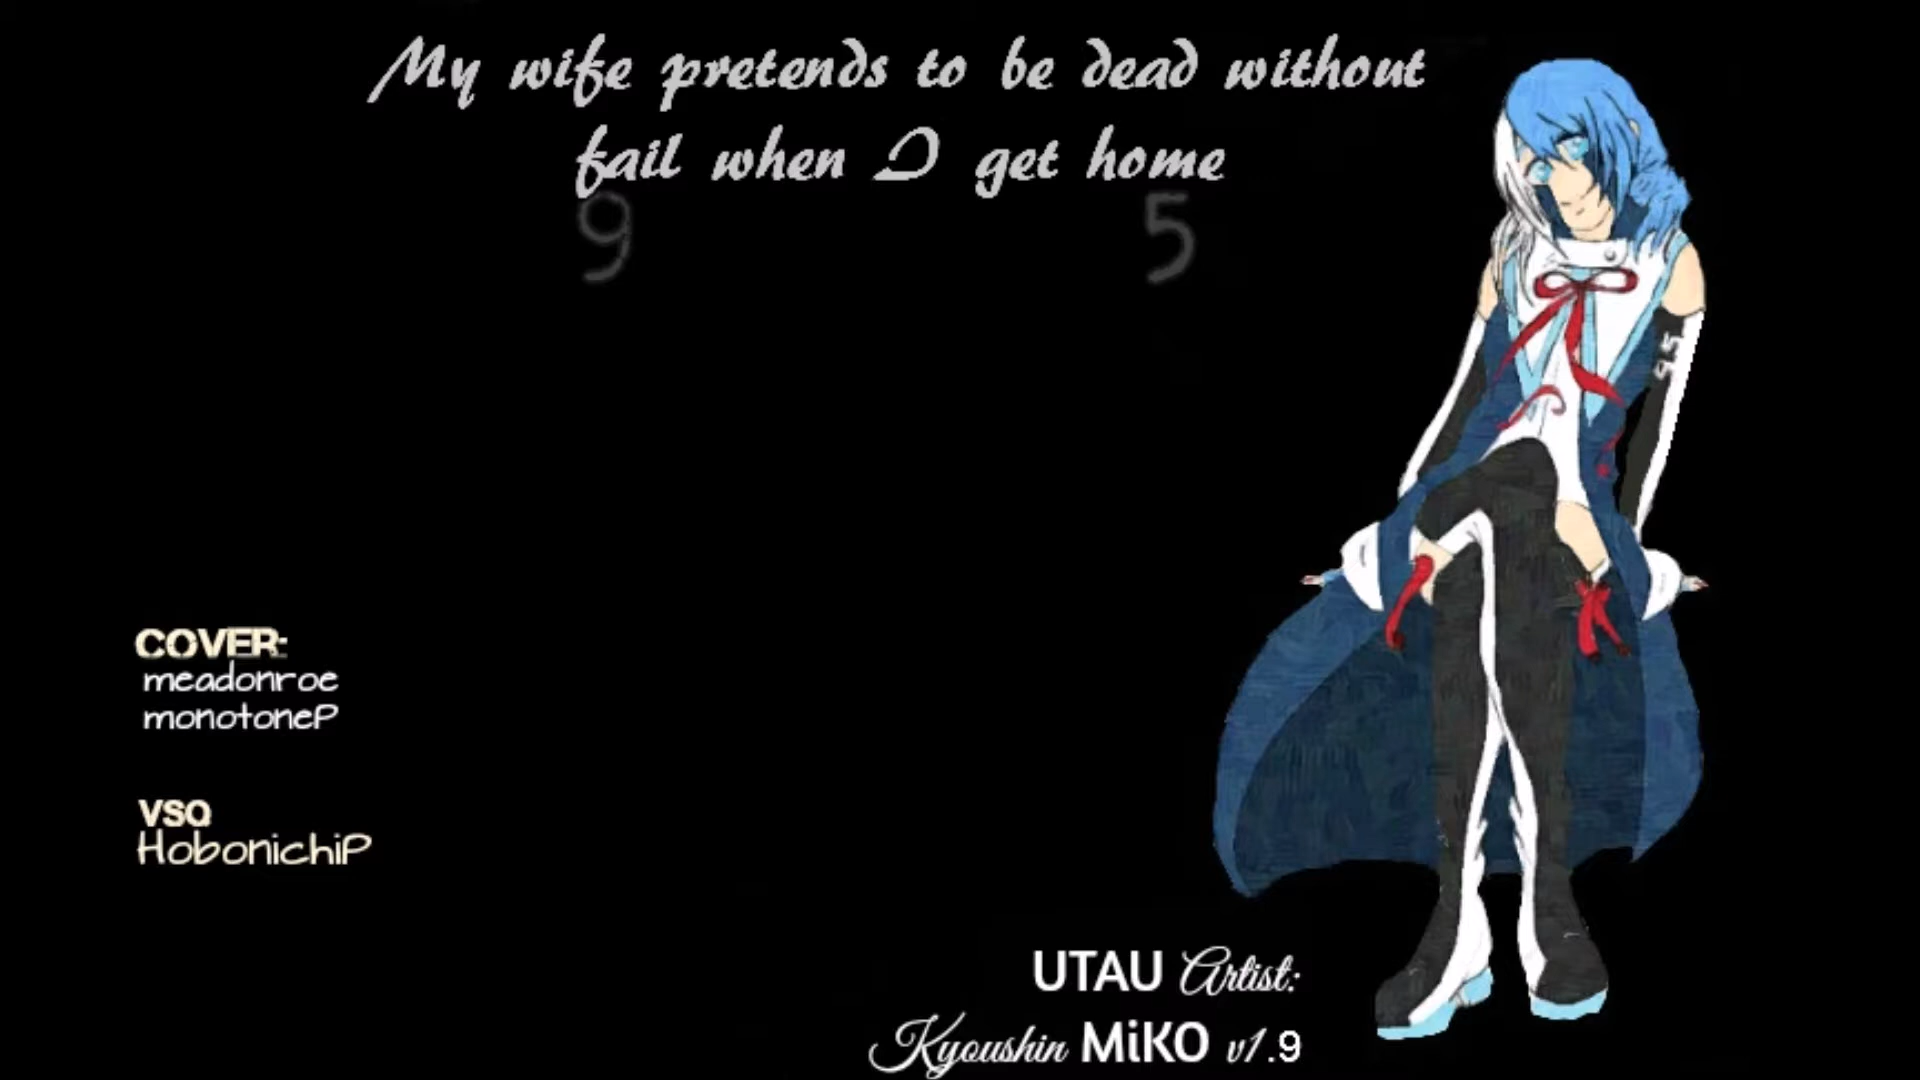 My wife pretends to be dead without
fail when I get home
9 5
COVER:
meadonroe
monotoneP
VSQ
HobonichiP
UTAU Artist:
Kyoushin MiKO v1.9
95